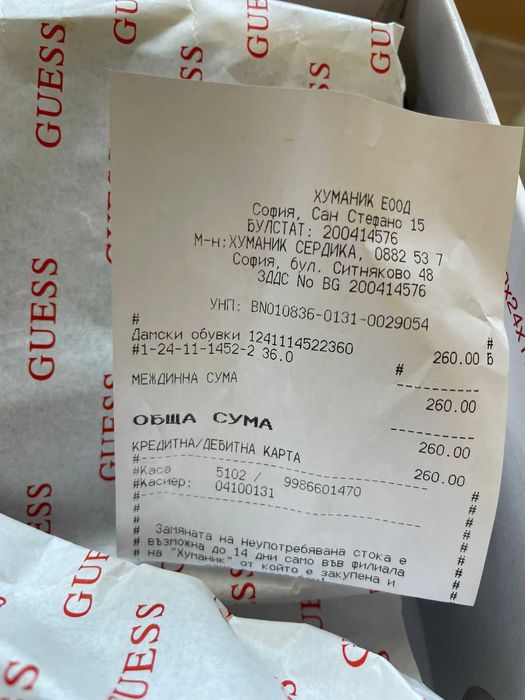 GUESS
GUESS
GUESS
GUESS
GUESS
GUESS
ХУМАНИК ЕООД
София, Сан Стефано 15
БУЛСТАТ: 200414576
М-н:ХУМАНИК СЕРДИКА, 0882 53 7
София, бул. Ситняково 48
ЗДДС No BG 200414576
УНП: BN010836-0131-0029054
#
Дамски обувки 1241114522360 #
#1-24-11-1452-2 36.0 260.00 Б
#
МЕЖДИННА СУМА
260.00
ОБЩА СУМА
260.00
КРЕДИТНА/ДЕБИТНА КАРТА
260.00
#Каса 5102 / 9986601470 #
#Касиер: 04100131 #
# Замяната на неупотребявана стока е #
# възможна до 14 дни само във филиала #
# на "Хуманик" от който е закупена и #